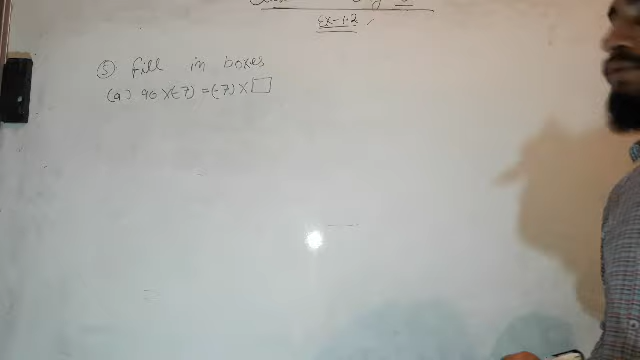 Ex-1.2
⑤ fill in boxes
(a) 90 × (-7) = (-7) × □